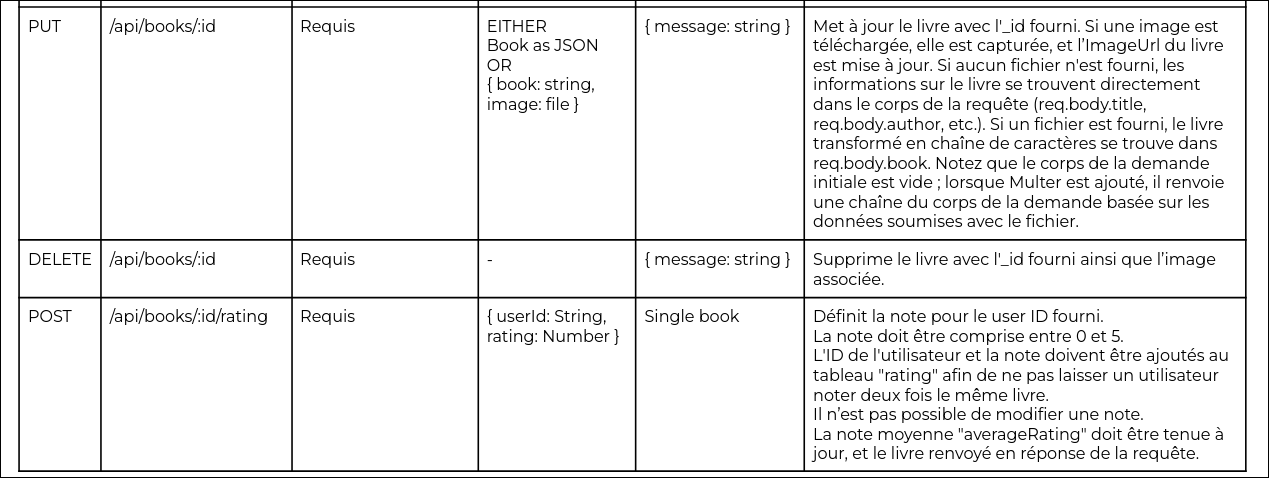 PUT
/api/books/:id
Requis
EITHER
Book as JSON
OR
{ book: string,
image: file }
{ message: string }
Met à jour le livre avec l'_id fourni. Si une image est
téléchargée, elle est capturée, et l’ImageUrl du livre
est mise à jour. Si aucun fichier n'est fourni, les
informations sur le livre se trouvent directement
dans le corps de la requête (req.body.title,
req.body.author, etc.). Si un fichier est fourni, le livre
transformé en chaîne de caractères se trouve dans
req.body.book. Notez que le corps de la demande
initiale est vide ; lorsque Multer est ajouté, il renvoie
une chaîne du corps de la demande basée sur les
données soumises avec le fichier.
DELETE
/api/books/:id
Requis
-
{ message: string }
Supprime le livre avec l'_id fourni ainsi que l’image
associée.
POST
/api/books/:id/rating
Requis
{ userId: String,
rating: Number }
Single book
Définit la note pour le user ID fourni.
La note doit être comprise entre 0 et 5.
L'ID de l'utilisateur et la note doivent être ajoutés au
tableau "rating" afin de ne pas laisser un utilisateur
noter deux fois le même livre.
Il n’est pas possible de modifier une note.
La note moyenne "averageRating" doit être tenue à
jour, et le livre renvoyé en réponse de la requête.